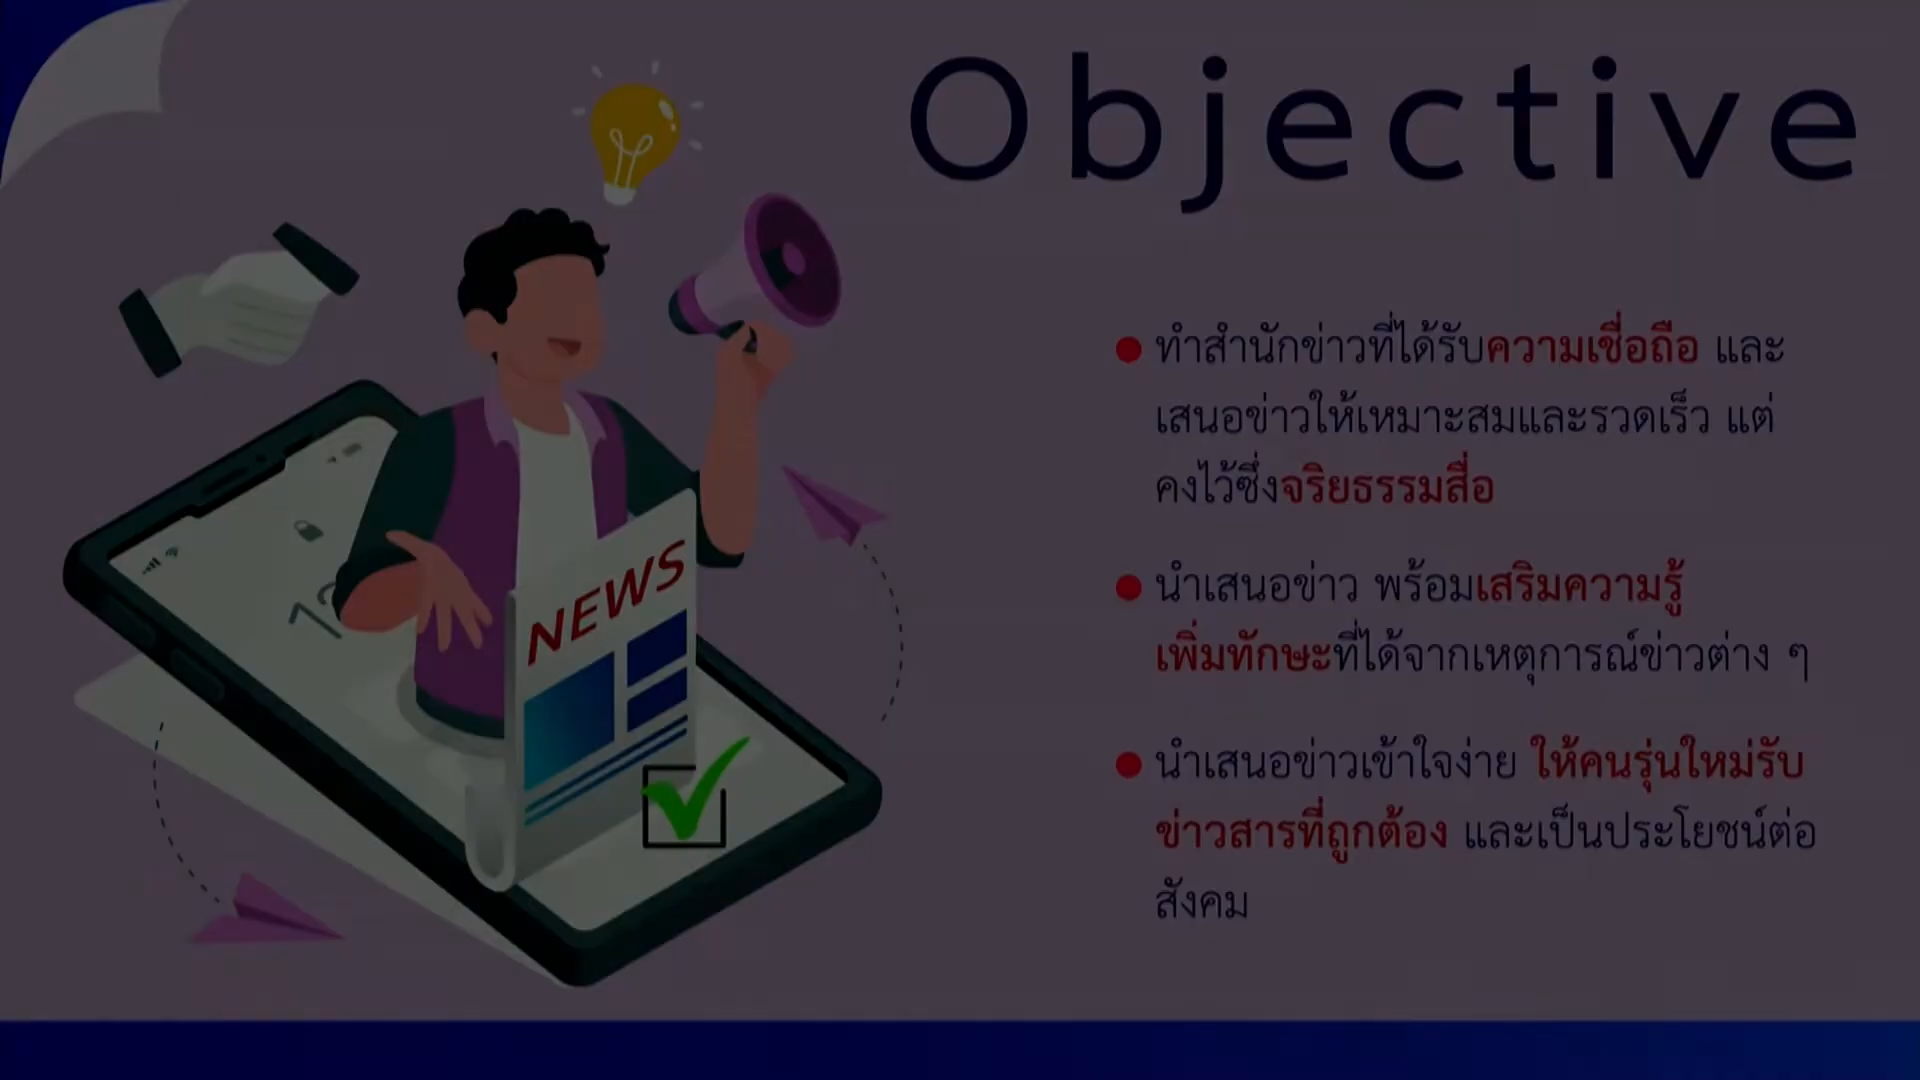 Objective
ทำสำนักข่าวที่ได้รับความเชื่อถือ และ
เสนอข่าวให้เหมาะสมและรวดเร็ว แต่
คงไว้ซึ่งจริยธรรมสื่อ
นำเสนอข่าว พร้อมเสริมความรู้
เพิ่มทักษะที่ได้จากเหตุการณ์ข่าวต่าง ๆ
นำเสนอข่าวเข้าใจง่าย ให้คนรุ่นใหม่รับ
ข่าวสารที่ถูกต้อง และเป็นประโยชน์ต่อ
สังคม
NEWS